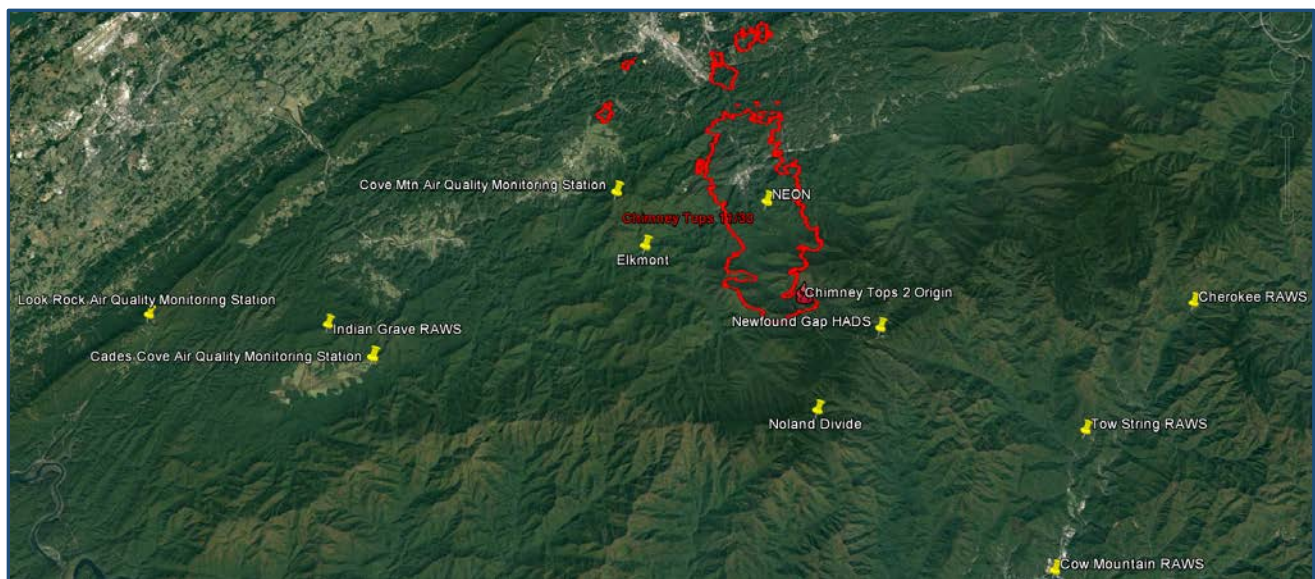 Cove Mtn Air Quality Monitoring Station
NEON
Chimney Tops 11/30
Elkmont
Look Rock Air Quality Monitoring Station
Chimney Tops 2 Origin
Cherokee RAWS
Indian Grave RAWS
Newfound Gap HADS
Cades Cove Air Quality Monitoring Station
Noland Divide
Tow String RAWS
Cow Mountain RAWS